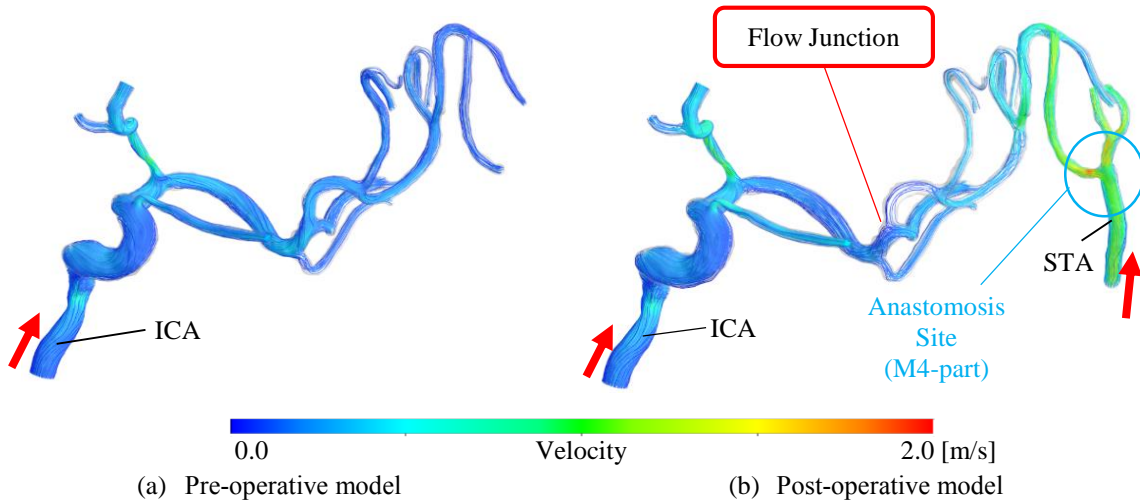 Flow Junction
ICA
ICA
STA
Anastomosis
Site
(M4-part)
0.0 Velocity 2.0 [m/s]
(a) Pre-operative model
(b) Post-operative model